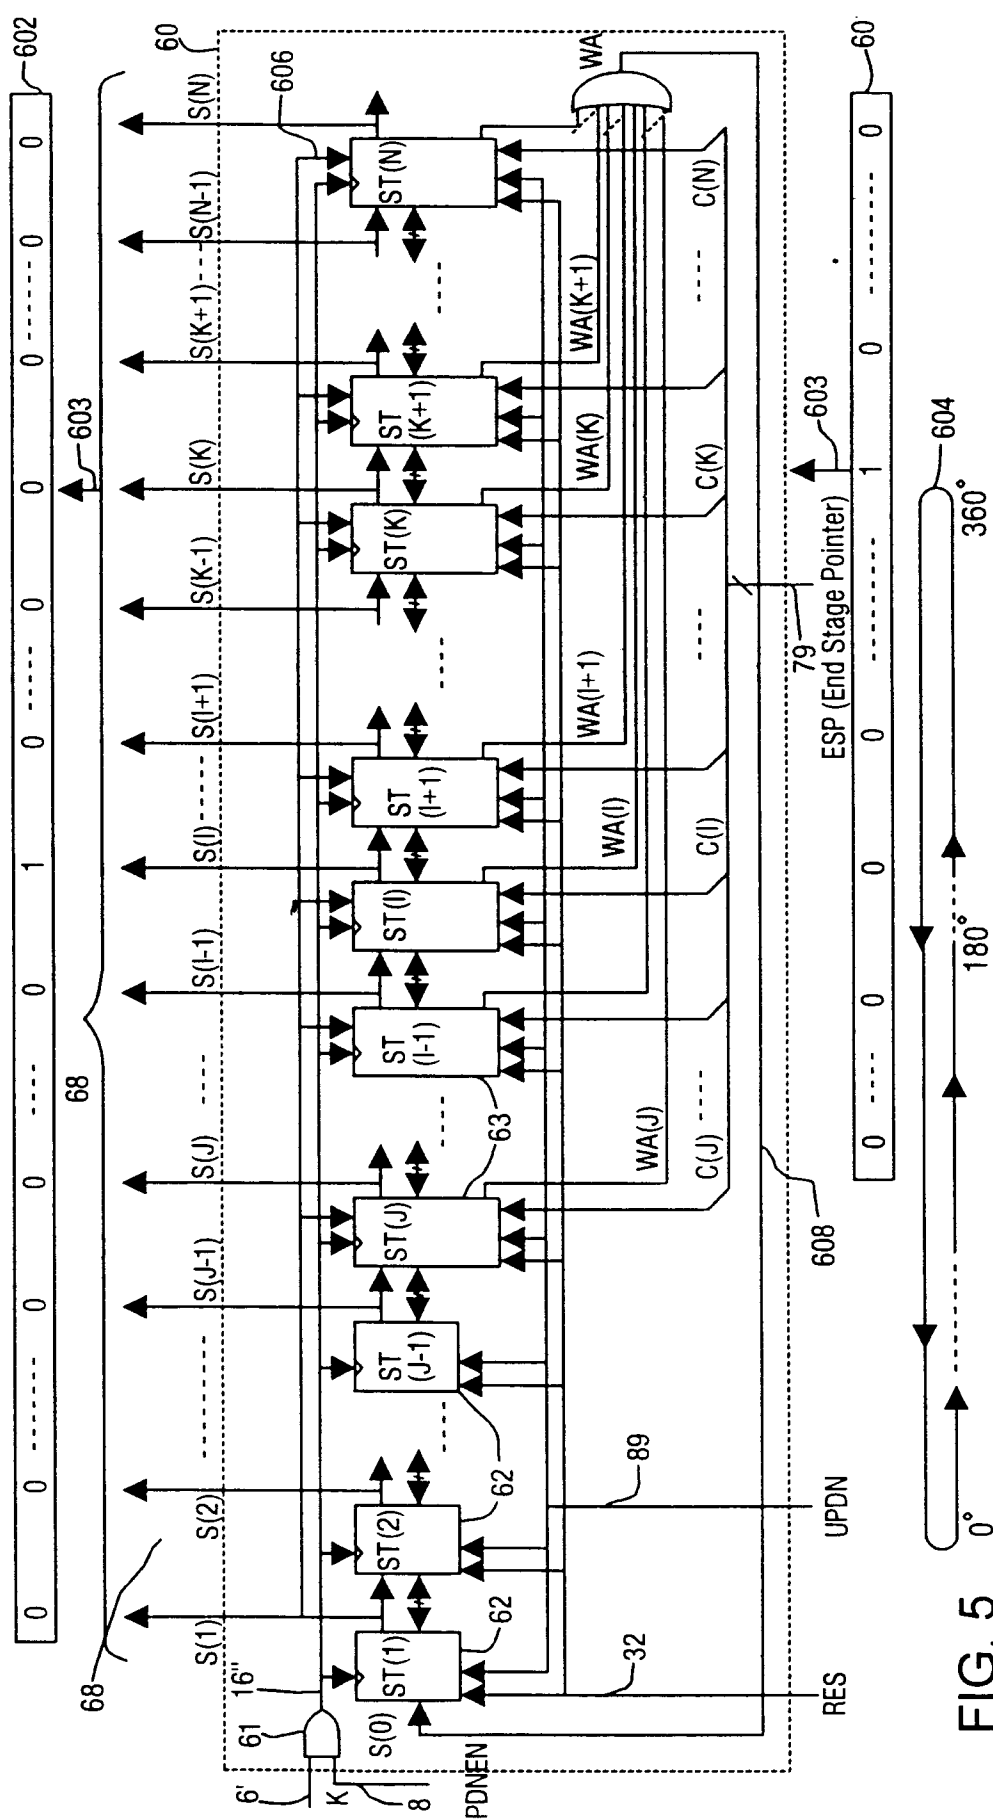 602
0 0 0 0 0 1 0 0 0 0 0 0
68
603
68
S(1)
S(2)
S(J-1)
S(J)
S(I-1)
S(I)
S(I+1)
S(K-1)
S(K)
S(K+1)
S(N-1)
S(N)
60
606
61
6'
K
8
PDNEN
16"
S(0)
ST(1)
ST(2)
ST
(J-1)
ST(J)
ST
(I-1)
ST(I)
ST
(I+1)
ST(K)
ST
(K+1)
ST(N)
62
62
62
63
WA
WA(J)
WA(I)
WA(I+1)
WA(K)
WA(K+1)
C(J)
C(I)
C(K)
C(N)
32
89
608
79
RES
UPDN
ESP (End Stage Pointer)
603
60
0 0 0 0 1 0 0
604
0°
180°
360°
FIG. 5